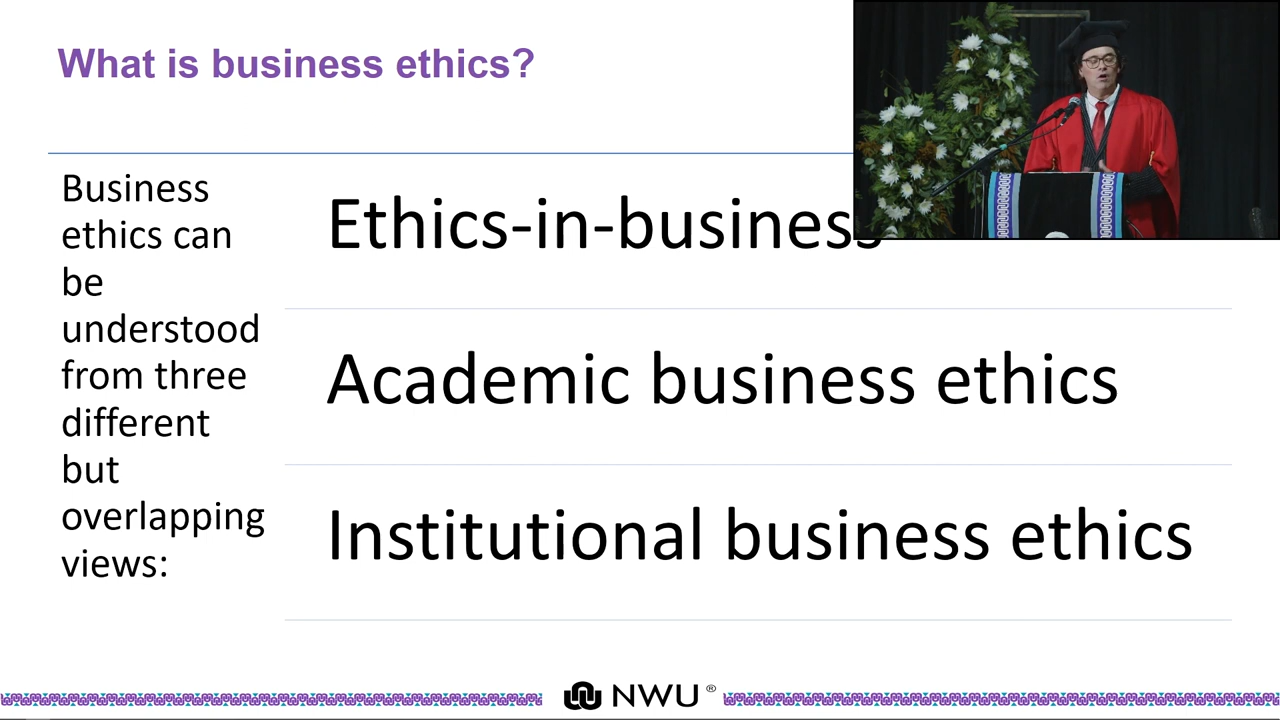 What is business ethics?
Business
ethics can
be
understood
from three
different
but
overlapping
views:
Ethics-in-business
Academic business ethics
Institutional business ethics
NWU®